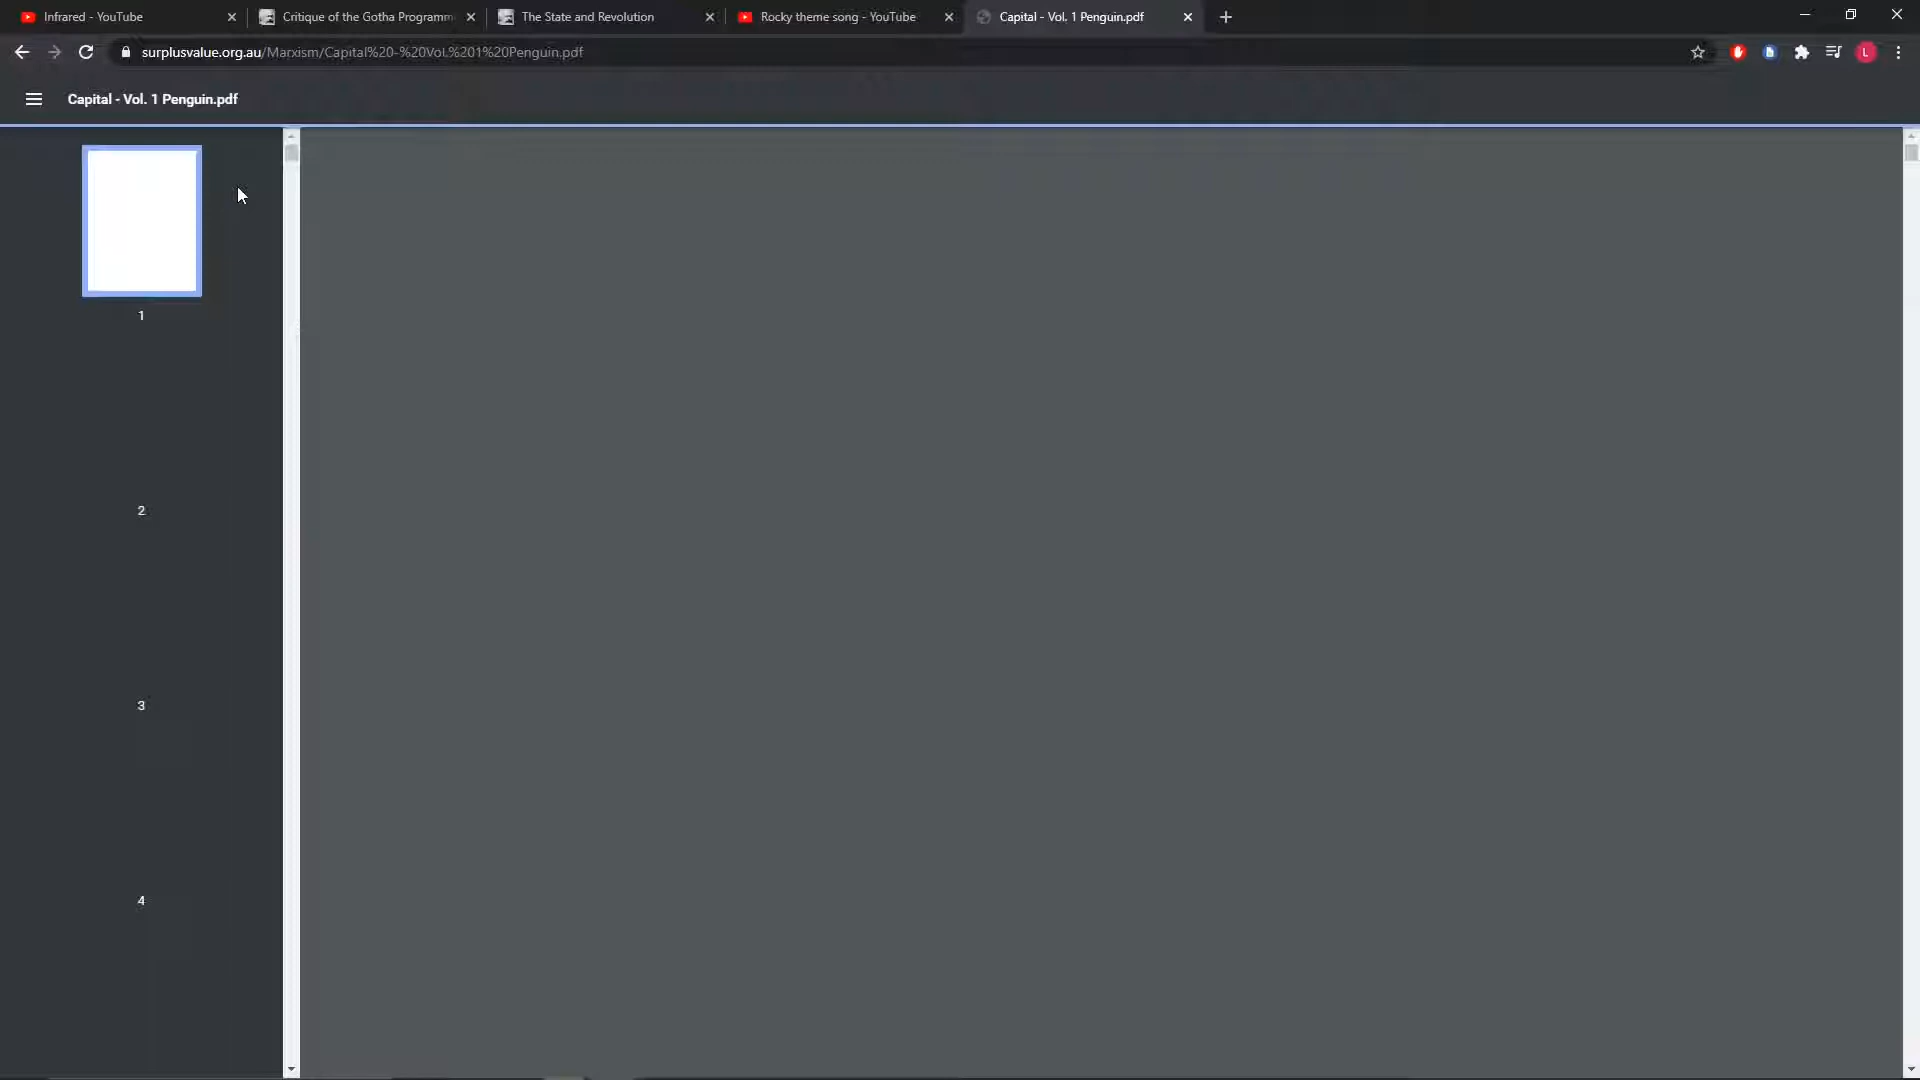 Infrared - YouTube
Critique of the Gotha Programm
The State and Revolution
Rocky theme song - YouTube
Capital - Vol. 1 Penguin.pdf
surplusvalue.org.au/Marxism/Capital%20-%20Vol.%201%20Penguin.pdf
L
Capital - Vol. 1 Penguin.pdf
1
2
3
4